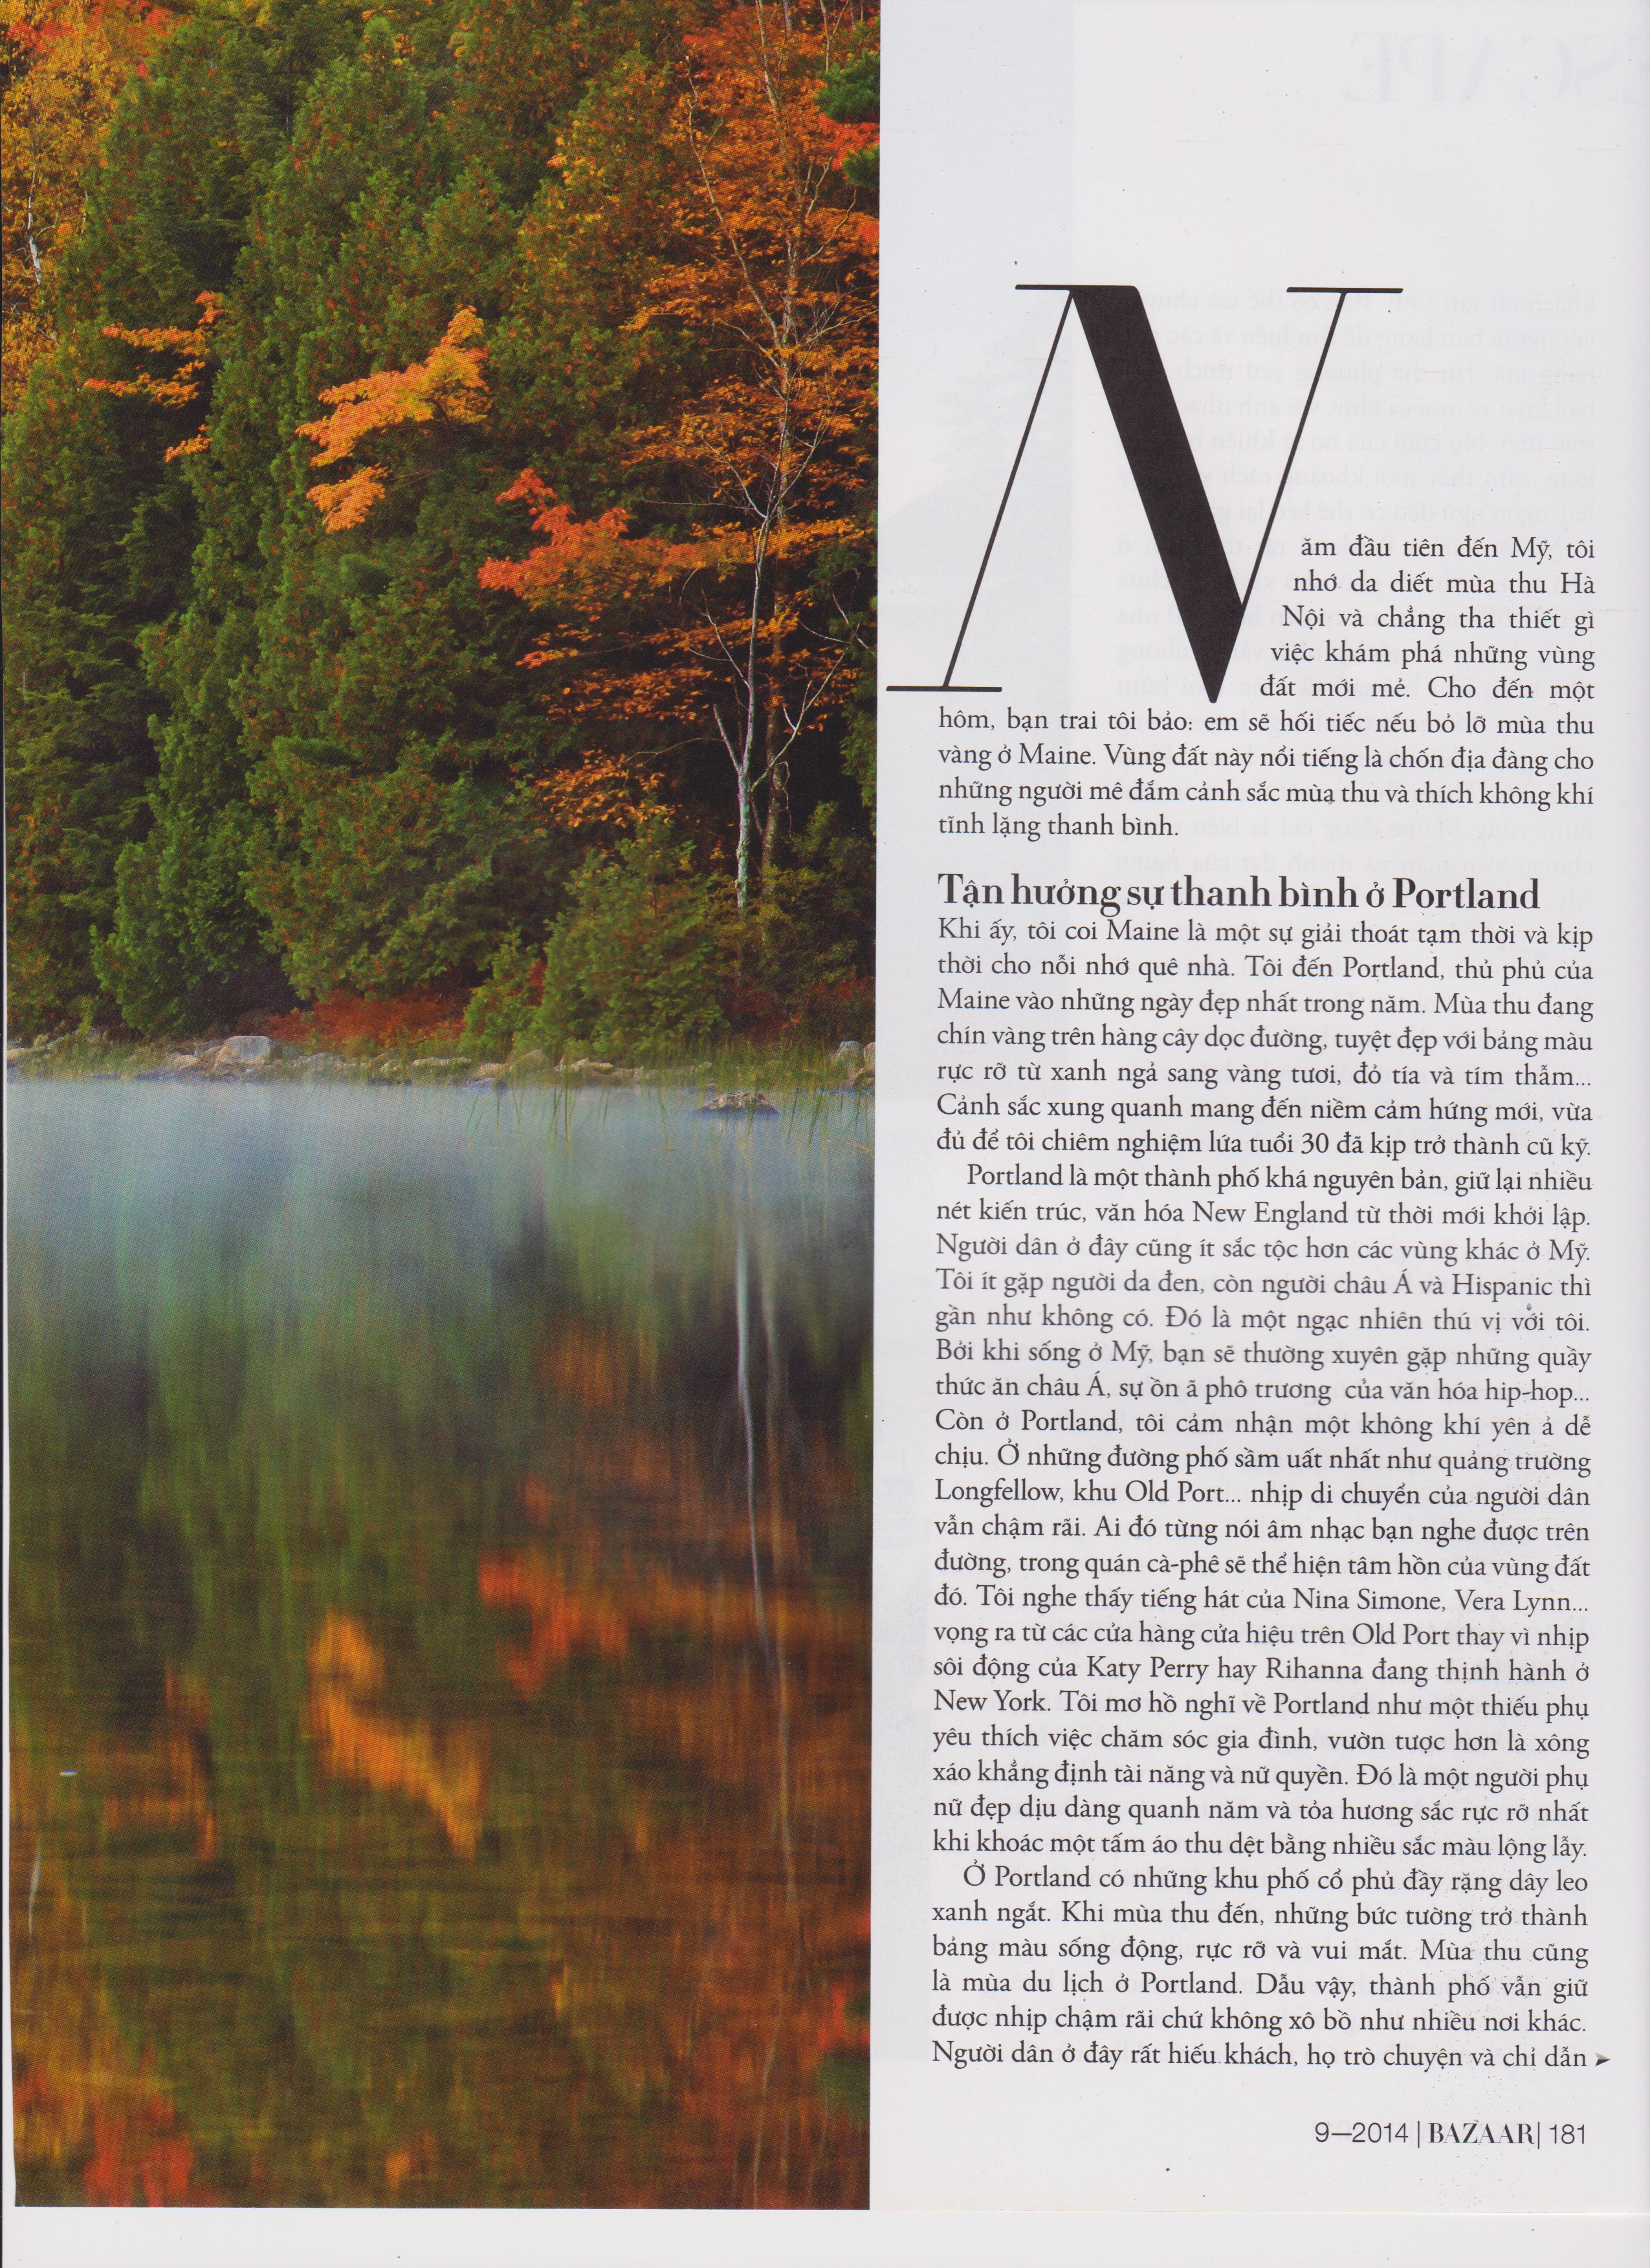 Năm đầu tiên đến Mỹ, tôi
nhớ da diết mùa thu Hà
Nội và chẳng tha thiết gì
việc khám phá những vùng
đất mới mẻ. Cho đến một
hôm, bạn trai tôi bảo: em sẽ hối tiếc nếu bỏ lỡ mùa thu
vàng ở Maine. Vùng đất này nổi tiếng là chốn địa đàng cho
những người mê đắm cảnh sắc mùa thu và thích không khí
tĩnh lặng thanh bình.
Tận hưởng sự thanh bình ở Portland
Khi ấy, tôi coi Maine là một sự giải thoát tạm thời và kịp
thời cho nỗi nhớ quê nhà. Tôi đến Portland, thủ phủ của
Maine vào những ngày đẹp nhất trong năm. Mùa thu đang
chín vàng trên hàng cây dọc đường, tuyệt đẹp với bảng màu
rực rỡ từ xanh ngả sang vàng tươi, đỏ tía và tím thẫm...
Cảnh sắc xung quanh mang đến niềm cảm hứng mới, vừa
đủ để tôi chiêm nghiệm lứa tuổi 30 đã kịp trở thành cũ kỹ.
Portland là một thành phố khá nguyên bản, giữ lại nhiều
nét kiến trúc, văn hóa New England từ thời mới khởi lập.
Người dân ở đây cũng ít sắc tộc hơn các vùng khác ở Mỹ.
Tôi ít gặp người da đen, còn người châu Á và Hispanic thì
gần như không có. Đó là một ngạc nhiên thú vị với tôi.
Bởi khi sống ở Mỹ, bạn sẽ thường xuyên gặp những quầy
thức ăn châu Á, sự ồn ã phô trương của văn hóa hip-hop...
Còn ở Portland, tôi cảm nhận một không khí yên ả dễ
chịu. Ở những đường phố sầm uất nhất như quảng trường
Longfellow, khu Old Port... nhịp di chuyển của người dân
vẫn chậm rãi. Ai đó từng nói âm nhạc bạn nghe được trên
đường, trong quán cà-phê sẽ thể hiện tâm hồn của vùng đất
đó. Tôi nghe thấy tiếng hát của Nina Simone, Vera Lynn...
vọng ra từ các cửa hàng cửa hiệu trên Old Port thay vì nhịp
sôi động của Katy Perry hay Rihanna đang thịnh hành ở
New York. Tôi mơ hồ nghĩ về Portland như một thiếu phụ
yêu thích việc chăm sóc gia đình, vườn tược hơn là xông
xáo khẳng định tài năng và nữ quyền. Đó là một người phụ
nữ đẹp dịu dàng quanh năm và tỏa hương sắc rực rỡ nhất
khi khoác một tấm áo thu dệt bằng nhiều sắc màu lộng lẫy.
Ở Portland có những khu phố cổ phủ đầy rặng dây leo
xanh ngắt. Khi mùa thu đến, những bức tường trở thành
bảng màu sống động, rực rỡ và vui mắt. Mùa thu cũng
là mùa du lịch ở Portland. Dẫu vậy, thành phố vẫn giữ
được nhịp chậm rãi chứ không xô bồ như nhiều nơi khác.
Người dân ở đây rất hiếu khách, họ trò chuyện và chỉ dẫn ➤
9—2014 | BAZAAR | 181